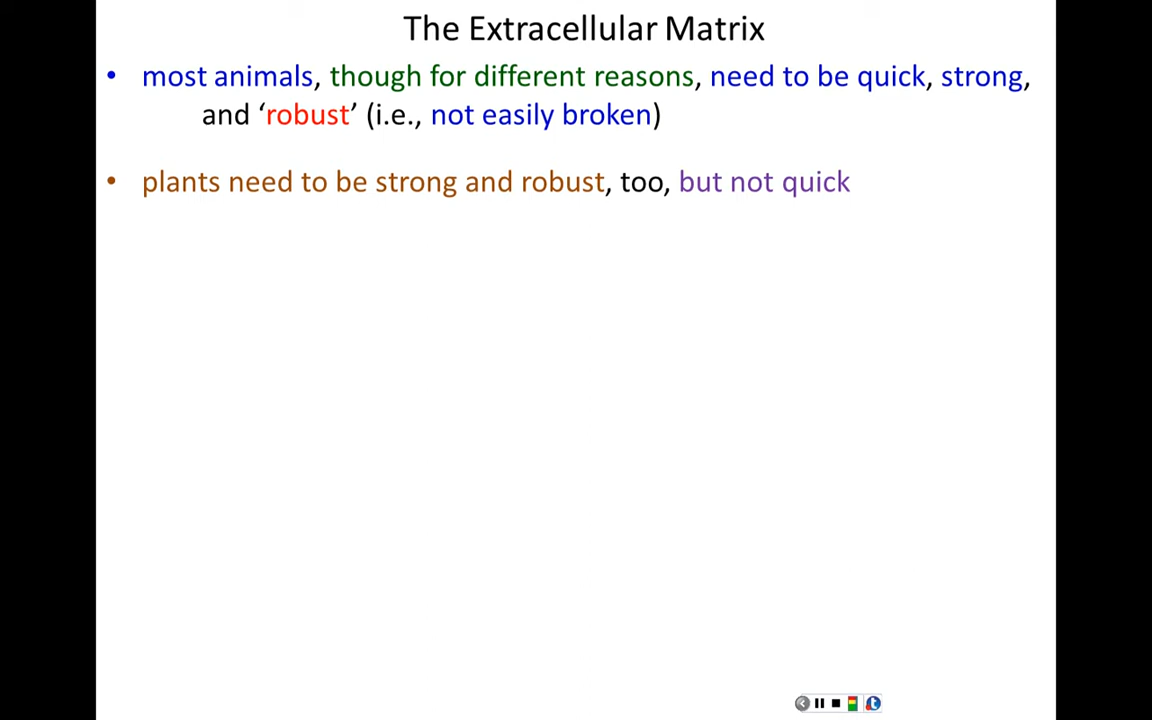 The Extracellular Matrix
• most animals, though for different reasons, need to be quick, strong,
and ‘robust’ (i.e., not easily broken)
• plants need to be strong and robust, too, but not quick